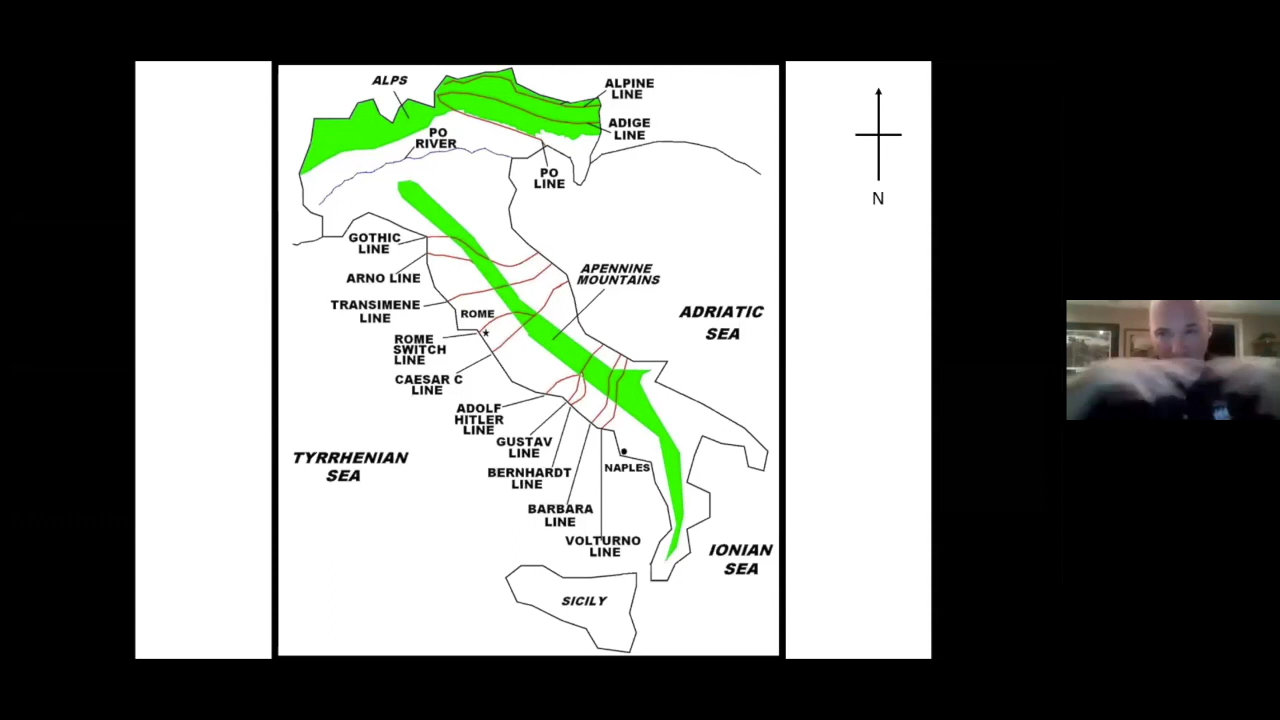 ALPS
ALPINE
LINE
PO
RIVER
ADIGE
LINE
PO
LINE
N
GOTHIC
LINE
ARNO LINE
APENNINE
MOUNTAINS
TRANSIMENE
LINE
ROME
ADRIATIC
SEA
ROME
SWITCH
LINE
CAESAR C
LINE
ADOLF
HITLER
LINE
GUSTAV
LINE
TYRRHENIAN
SEA
BERNHARDT
LINE
NAPLES
BARBARA
LINE
VOLTURNO
LINE
IONIAN
SEA
SICILY